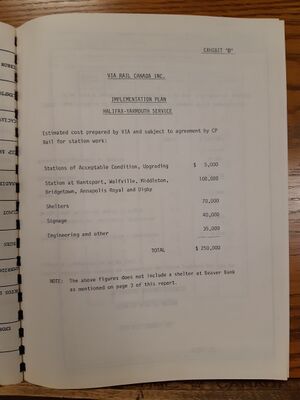 EXHIBIT "D"
VIA RAIL CANADA INC.
IMPLEMENTATION PLAN
HALIFAX-YARMOUTH SERVICE
Estimated cost prepared by VIA and subject to agreement by CP
Rail for station work:
Stations of Acceptable Condition, Upgrading $ 5,000
Station at Hantsport, Wolfville, Middleton,
Bridgetown, Annapolis Royal and Digby 100,000
Shelters 70,000
Signage 40,000
Engineering and other 35,000
TOTAL $ 250,000
NOTE: The above figures does not include a shelter at Beaver Bank
as mentioned on page 3 of this report.